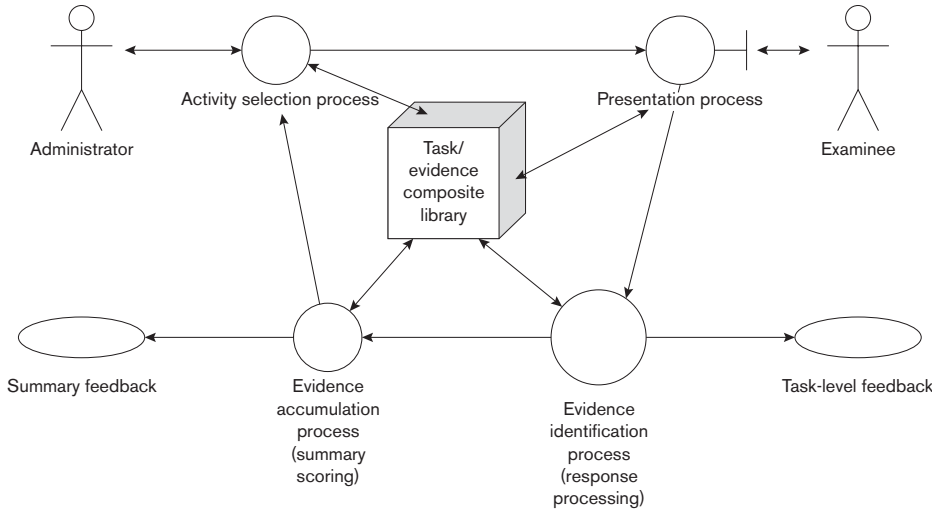 Activity selection process
Presentation process
Administrator
Examinee
Task/
evidence
composite
library
Summary feedback
Evidence
accumulation
process
(summary
scoring)
Evidence
identification
process
(response
processing)
Task-level feedback